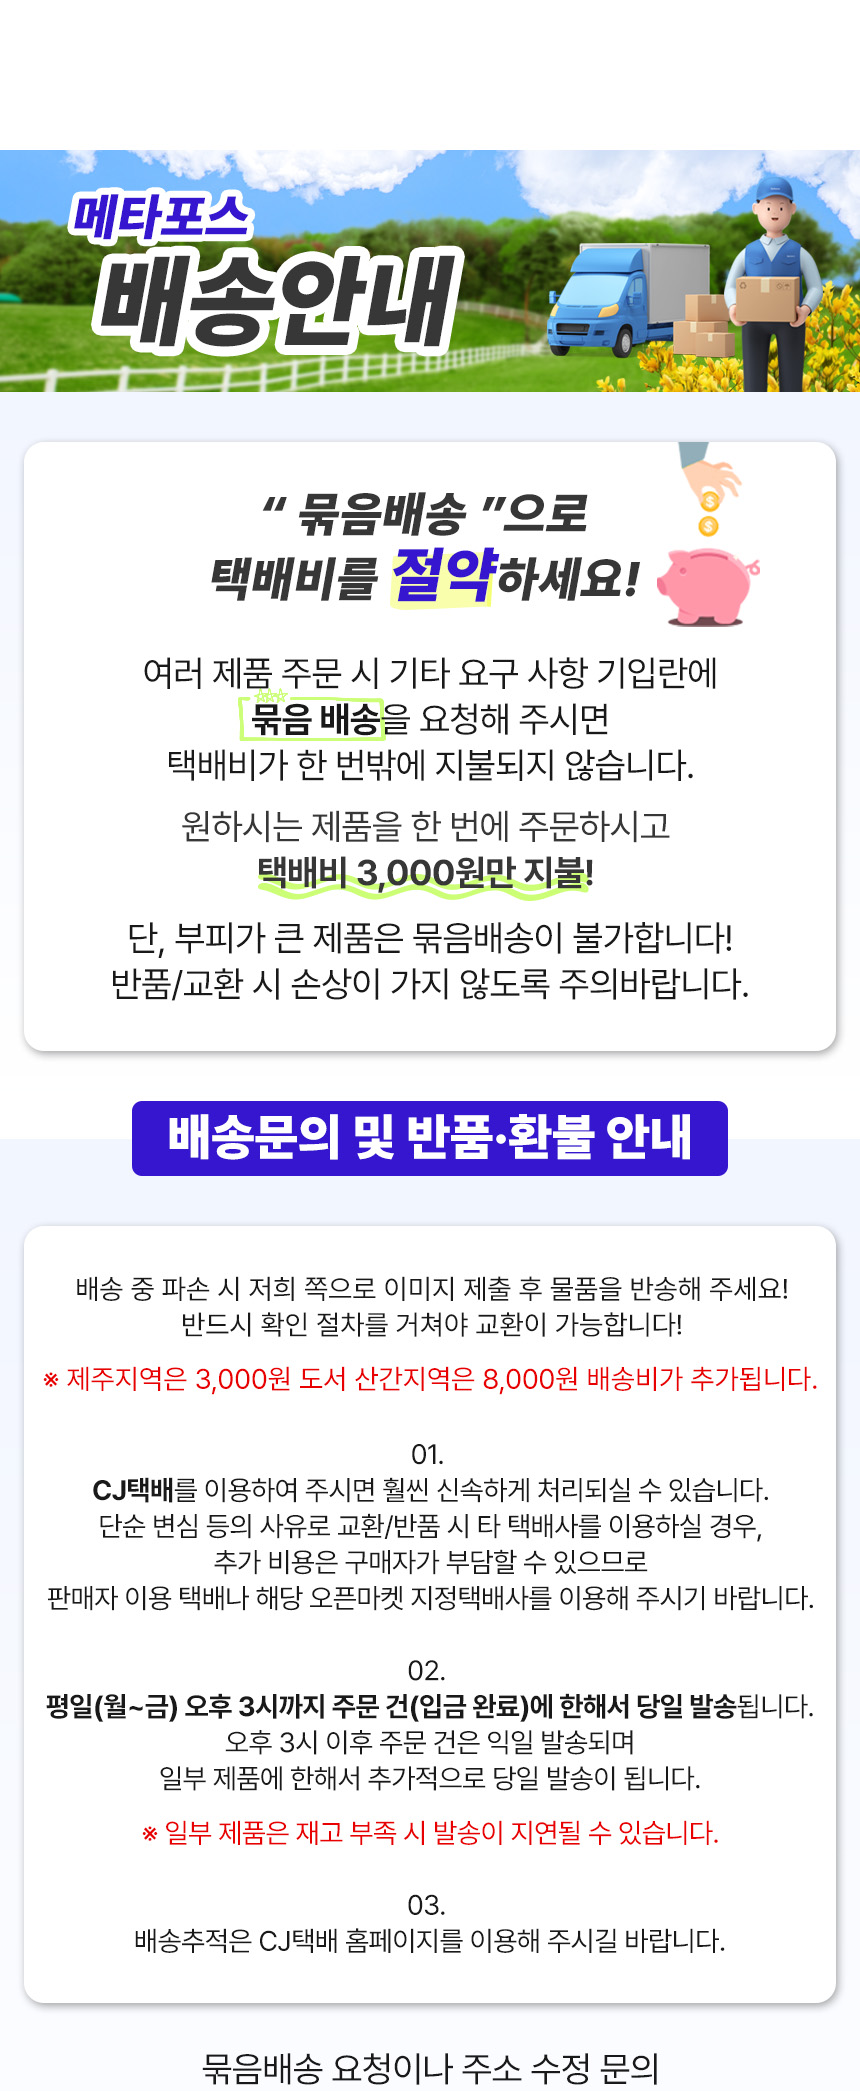 메타포스
배송안내
“ 묶음배송 ”으로
택배비를 절약하세요!
여러 제품 주문 시 기타 요구 사항 기입란에
묶음 배송을 요청해 주시면
택배비가 한 번밖에 지불되지 않습니다.
원하시는 제품을 한 번에 주문하시고
택배비 3,000원만 지불!
단, 부피가 큰 제품은 묶음배송이 불가합니다!
반품/교환 시 손상이 가지 않도록 주의바랍니다.
배송문의 및 반품·환불 안내
배송 중 파손 시 저희 쪽으로 이미지 제출 후 물품을 반송해 주세요!
반드시 확인 절차를 거쳐야 교환이 가능합니다!
※ 제주지역은 3,000원 도서 산간지역은 8,000원 배송비가 추가됩니다.
01.
CJ택배를 이용하여 주시면 훨씬 신속하게 처리되실 수 있습니다.
단순 변심 등의 사유로 교환/반품 시 타 택배사를 이용하실 경우,
추가 비용은 구매자가 부담할 수 있으므로
판매자 이용 택배나 해당 오픈마켓 지정택배사를 이용해 주시기 바랍니다.
02.
평일(월~금) 오후 3시까지 주문 건(입금 완료)에 한해서 당일 발송됩니다.
오후 3시 이후 주문 건은 익일 발송되며
일부 제품에 한해서 추가적으로 당일 발송이 됩니다.
※ 일부 제품은 재고 부족 시 발송이 지연될 수 있습니다.
03.
배송추적은 CJ택배 홈페이지를 이용해 주시길 바랍니다.
묶음배송 요청이나 주소 수정 문의